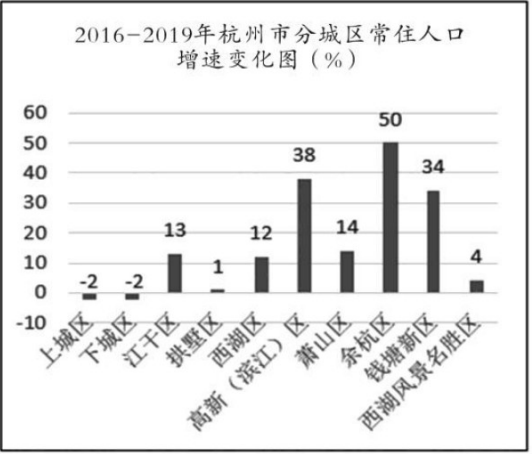 2016-2019年杭州市分城区常住人口
增速变化图（%）
60
50
40
30
20
10
0
-10
-2
-2
13
1
12
38
14
50
34
4
上城区
下城区
江干区
拱墅区
西湖区
高新（滨江）区
萧山区
余杭区
钱塘新区
西湖风景名胜区